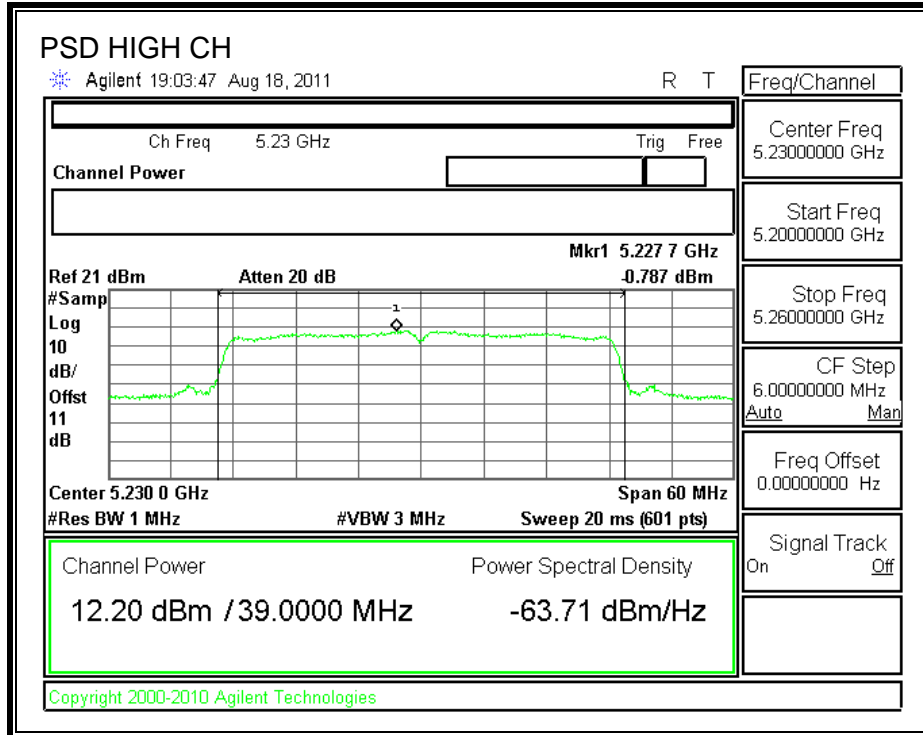 PSD HIGH CH
Agilent 19:03:47 Aug 18, 2011 R T
Freq/Channel
Ch Freq 5.23 GHz Trig Free
Channel Power
Center Freq
5.23000000 GHz
Start Freq
5.20000000 GHz
Stop Freq
5.26000000 GHz
CF Step
6.00000000 MHz
Auto Man
Freq Offset
0.00000000 Hz
Signal Track
On Off
Mkr1 5.227 7 GHz
Ref 21 dBm Atten 20 dB -0.787 dBm
#Samp
Log
10
dB/
Offst
11
dB
1
Center 5.230 0 GHz Span 60 MHz
#Res BW 1 MHz #VBW 3 MHz Sweep 20 ms (601 pts)
Channel Power Power Spectral Density
12.20 dBm / 39.0000 MHz -63.71 dBm/Hz
Copyright 2000-2010 Agilent Technologies